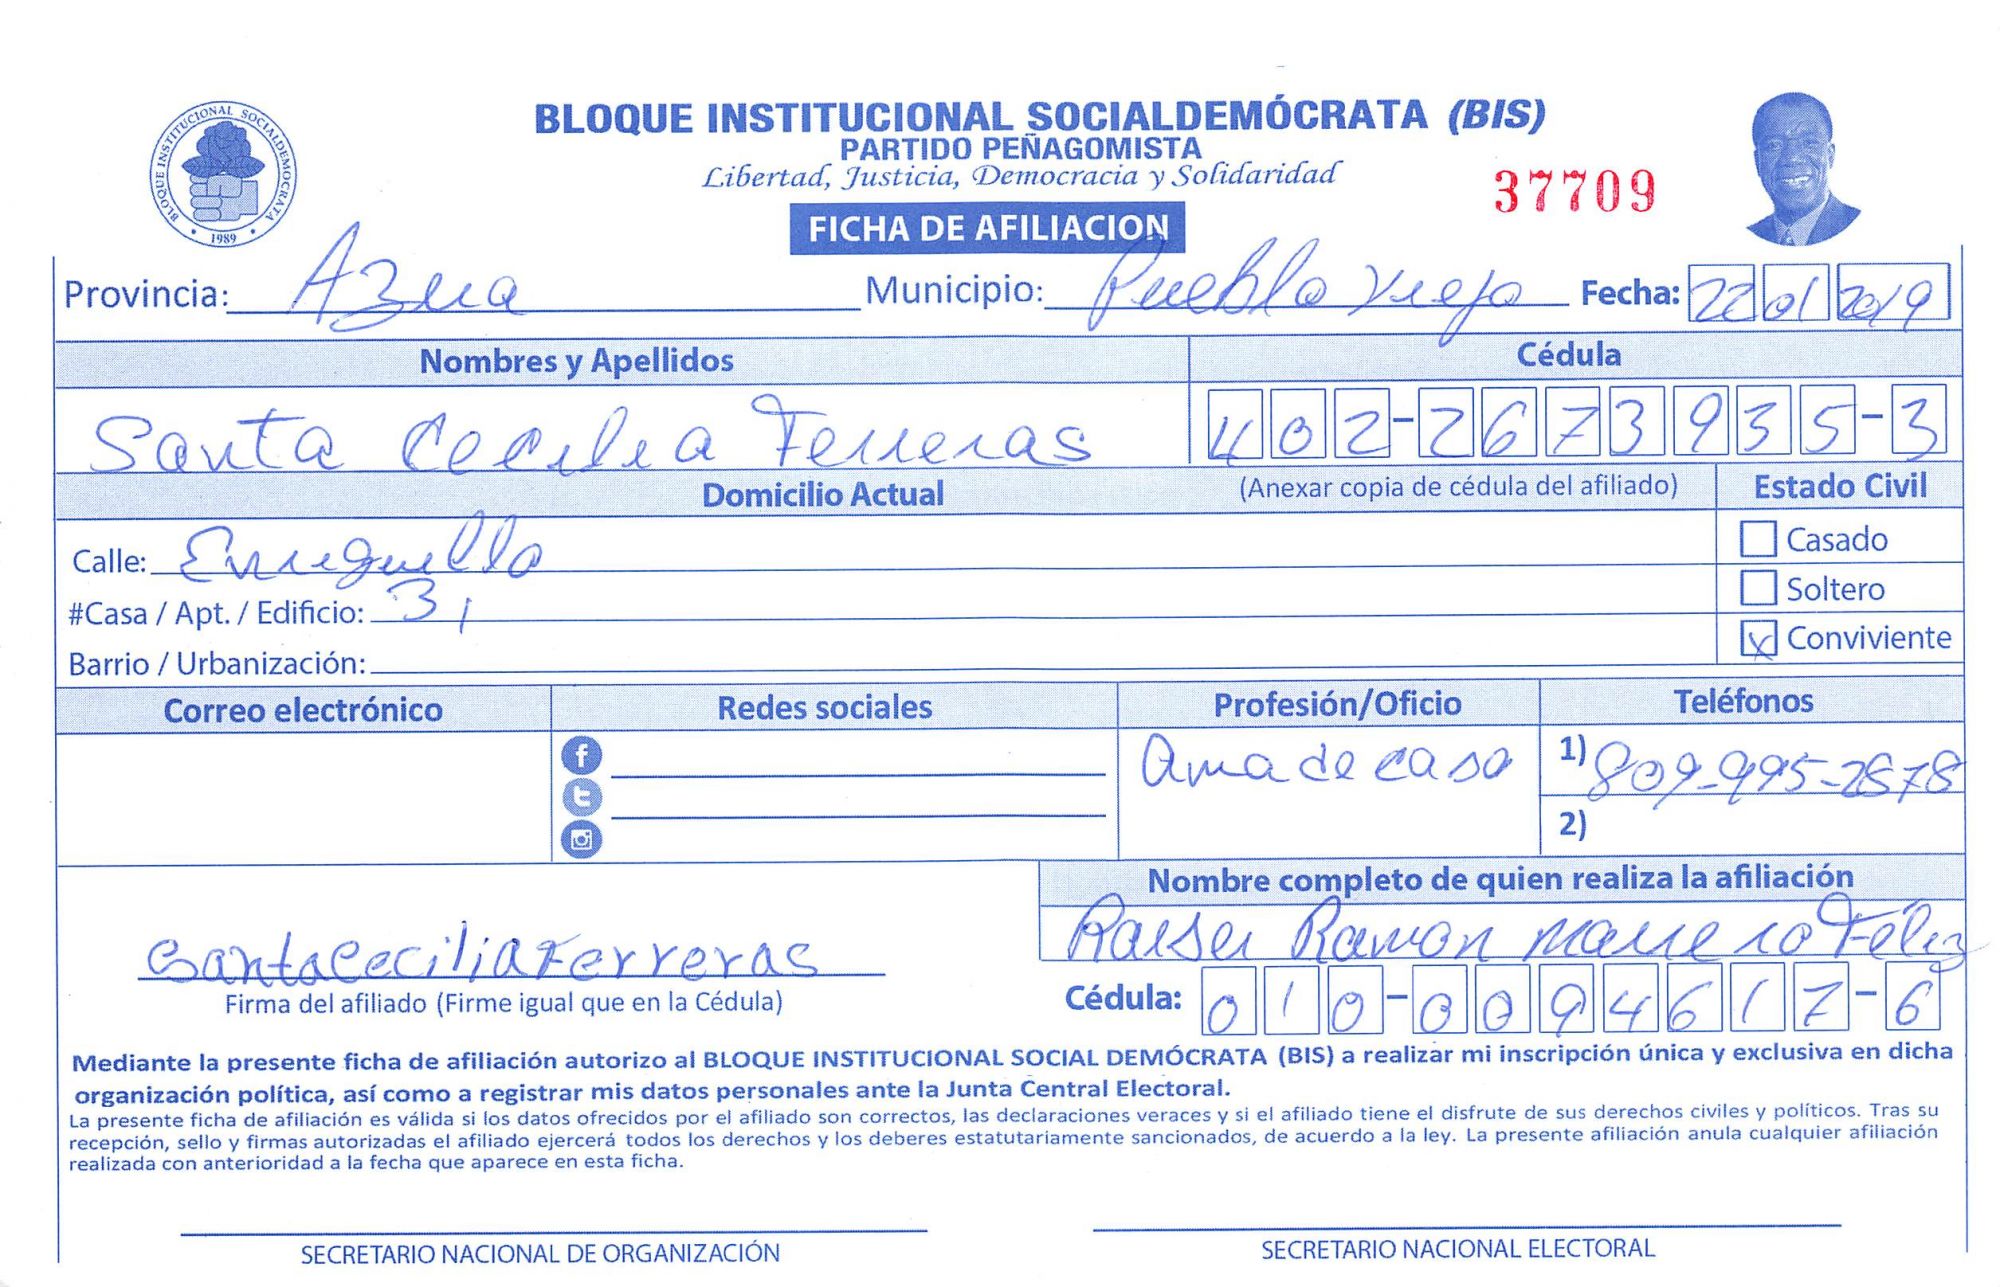 BLOQUE INSTITUCIONAL SOCIALDEMOCRATA
1989
BLOQUE INSTITUCIONAL SOCIALDEMÓCRATA (BIS)
PARTIDO PEÑAGOMISTA
Libertad, Justicia, Democracia y Solidaridad
37709
FICHA DE AFILIACION
Provincia: Azua Municipio: Pueblo Viejo Fecha: 22 01 2019
Nombres y Apellidos Cédula
Santa Cecilia Ferreras 402-2673935-3
Domicilio Actual (Anexar copia de cédula del afiliado) Estado Civil
Calle: Enriquillo Casado
#Casa / Apt. / Edificio: 31 Soltero
Barrio / Urbanización: X Conviviente
Correo electrónico Redes sociales Profesión/Oficio Teléfonos
Ama de casa 1) 809-995-2878
2)
Nombre completo de quien realiza la afiliación
Ramon Marrero Féliz
Santa Cecilia Ferreras
Firma del afiliado (Firme igual que en la Cédula) Cédula: 010-0094617-6
Mediante la presente ficha de afiliación autorizo al BLOQUE INSTITUCIONAL SOCIAL DEMÓCRATA (BIS) a realizar mi inscripción única y exclusiva en dicha
organización política, así como a registrar mis datos personales ante la Junta Central Electoral.
La presente ficha de afiliación es válida si los datos ofrecidos por el afiliado son correctos, las declaraciones veraces y si el afiliado tiene el disfrute de sus derechos civiles y políticos. Tras su
recepción, sello y firmas autorizadas el afiliado ejercerá todos los derechos y los deberes estatutariamente sancionados, de acuerdo a la ley. La presente afiliación anula cualquier afiliación
realizada con anterioridad a la fecha que aparece en esta ficha.
SECRETARIO NACIONAL DE ORGANIZACIÓN SECRETARIO NACIONAL ELECTORAL